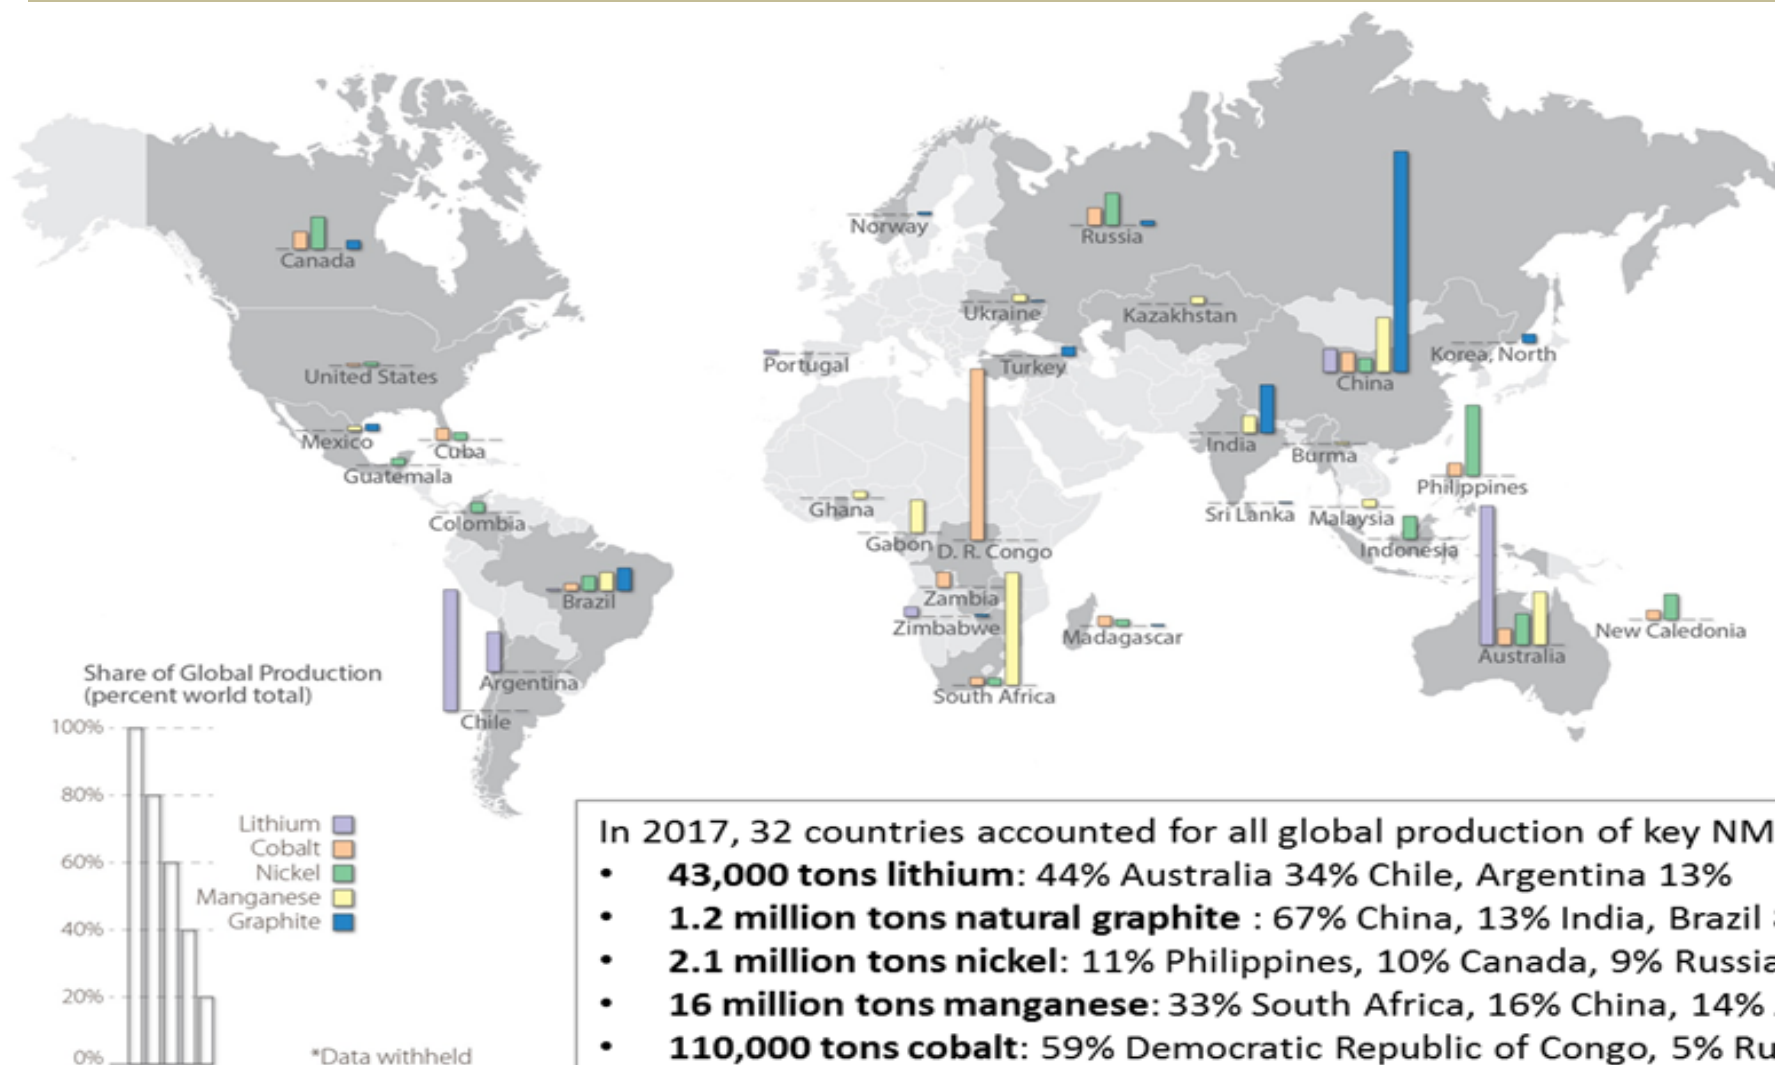 Norway
Russia
Canada
Ukraine
Kazakhstan
Portugal
Turkey
Korea, North
China
United States
Mexico
Cuba
India
Burma
Guatemala
Philippines
Ghana
Sri Lanka
Malaysia
Colombia
Gabon
D. R. Congo
Indonesia
Brazil
Zambia
Zimbabwe
Madagascar
New Caledonia
Australia
Argentina
South Africa
Chile
Share of Global Production
(percent world total)
100%
80%
60%
40%
20%
0%
Lithium
Cobalt
Nickel
Manganese
Graphite
*Data withheld
In 2017, 32 countries accounted for all global production of key NM
• 43,000 tons lithium: 44% Australia 34% Chile, Argentina 13%
• 1.2 million tons natural graphite : 67% China, 13% India, Brazil
• 2.1 million tons nickel: 11% Philippines, 10% Canada, 9% Russia
• 16 million tons manganese: 33% South Africa, 16% China, 14%
• 110,000 tons cobalt: 59% Democratic Republic of Congo, 5% Ru